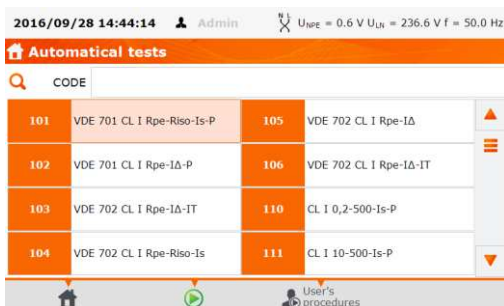 2016/09/28 14:44:14 Admin N L UNPE = 0.6 V ULN = 236.6 V f = 50.0 Hz
Automatical tests
CODE
101 VDE 701 CL I Rpe-Riso-Is-P 105 VDE 702 CL I Rpe-IΔ
102 VDE 701 CL I Rpe-IΔ-P 106 VDE 702 CL I Rpe-IΔ-IT
103 VDE 702 CL I Rpe-IΔ-IT 110 CL I 0,2-500-Is-P
104 VDE 702 CL I Rpe-Riso-Is 111 CL I 10-500-Is-P
User's
procedures